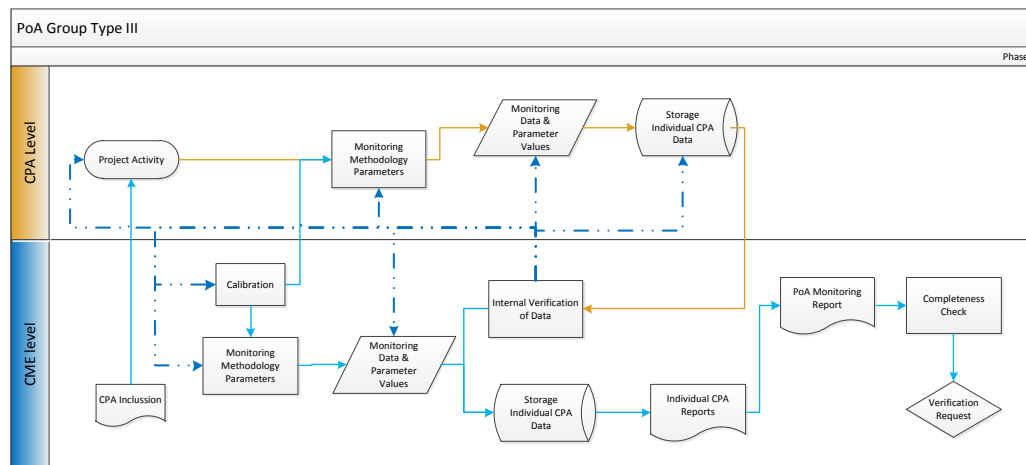 PoA Group Type III
Phase
CPA Level
Project Activity
Monitoring
Methodology
Parameters
Monitoring
Data &
Parameter
Values
Storage
Individual CPA
Data
CME level
CPA Inclussion
Calibration
Monitoring
Methodology
Parameters
Monitoring
Data &
Parameter
Values
Internal Verification
of Data
Storage
Individual CPA
Data
Individual CPA
Reports
PoA Monitoring
Report
Completeness
Check
Verification
Request